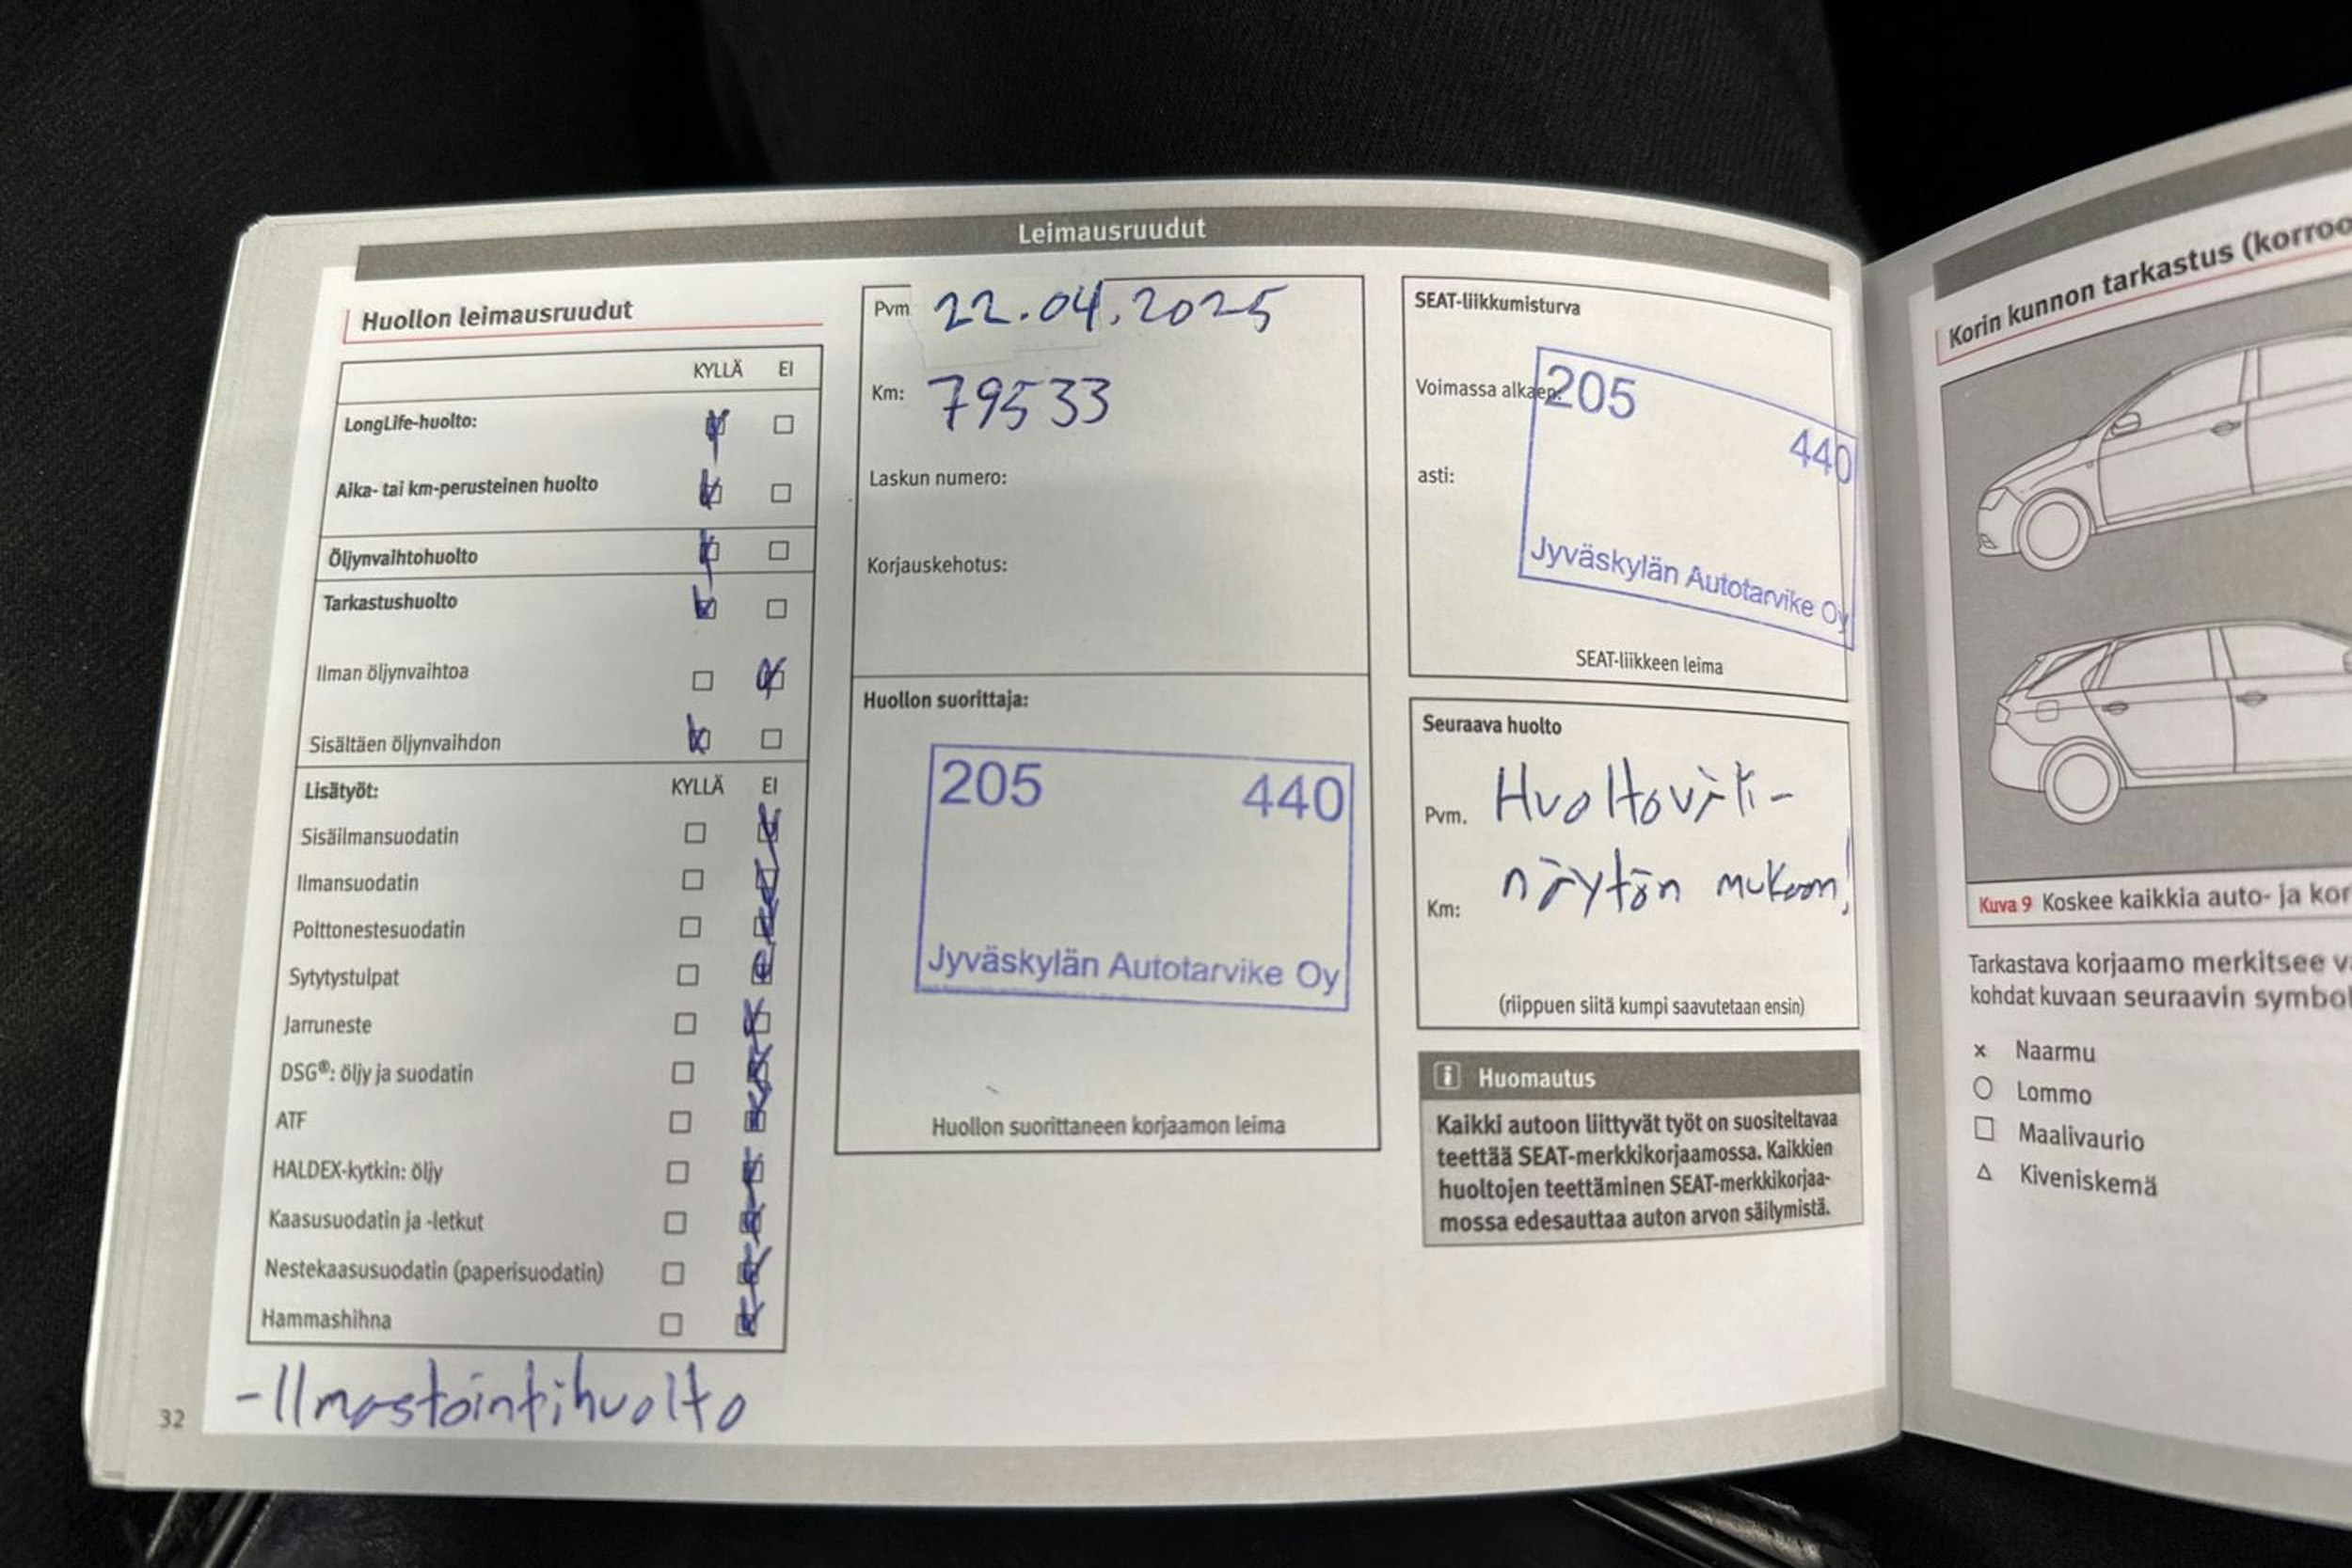 Leimausruudut
Huollon leimausruudut
KYLLÄ EI
LongLife-huolto:
Aika- tai km-perusteinen huolto
Öljynvaihtohuolto
Tarkastushuolto
Ilman öljynvaihtoa
Sisältäen öljynvaihdon
Lisätyöt: KYLLÄ EI
Sisäilmansuodatin
Ilmansuodatin
Polttonestesuodatin
Sytytystulpat
Jarruneste
DSG®: öljy ja suodatin
ATF
HALDEX-kytkin: öljy
Kaasusuodatin ja -letkut
Nestekaasusuodatin (paperisuodatin)
Hammashihna
-Ilmastointihuolto
32
Pvm 22.04.2025
Km: 79533
Laskun numero:
Korjauskehotus:
Huollon suorittaja:
205 440
Jyväskylän Autotarvike Oy
Huollon suorittaneen korjaamon leima
SEAT-liikkumisturva
Voimassa alkaen:
205
440
asti:
Jyväskylän Autotarvike Oy
SEAT-liikkeen leima
Seuraava huolto
Pvm. Huoltoväli-
Km: näytön mukaan!
(riippuen siitä kumpi saavutetaan ensin)
i Huomautus
Kaikki autoon liittyvät työt on suositeltavaa
teettää SEAT-merkkikorjaamossa. Kaikkien
huoltojen teettäminen SEAT-merkkikorjaa-
mossa edesauttaa auton arvon säilymistä.
Korin kunnon tarkastus (korroo
Kuva 9 Koskee kaikkia auto- ja kor
Tarkastava korjaamo merkitsee va
kohdat kuvaan seuraavin symbol
x Naarmu
○ Lommo
□ Maalivaurio
△ Kiveniskemä